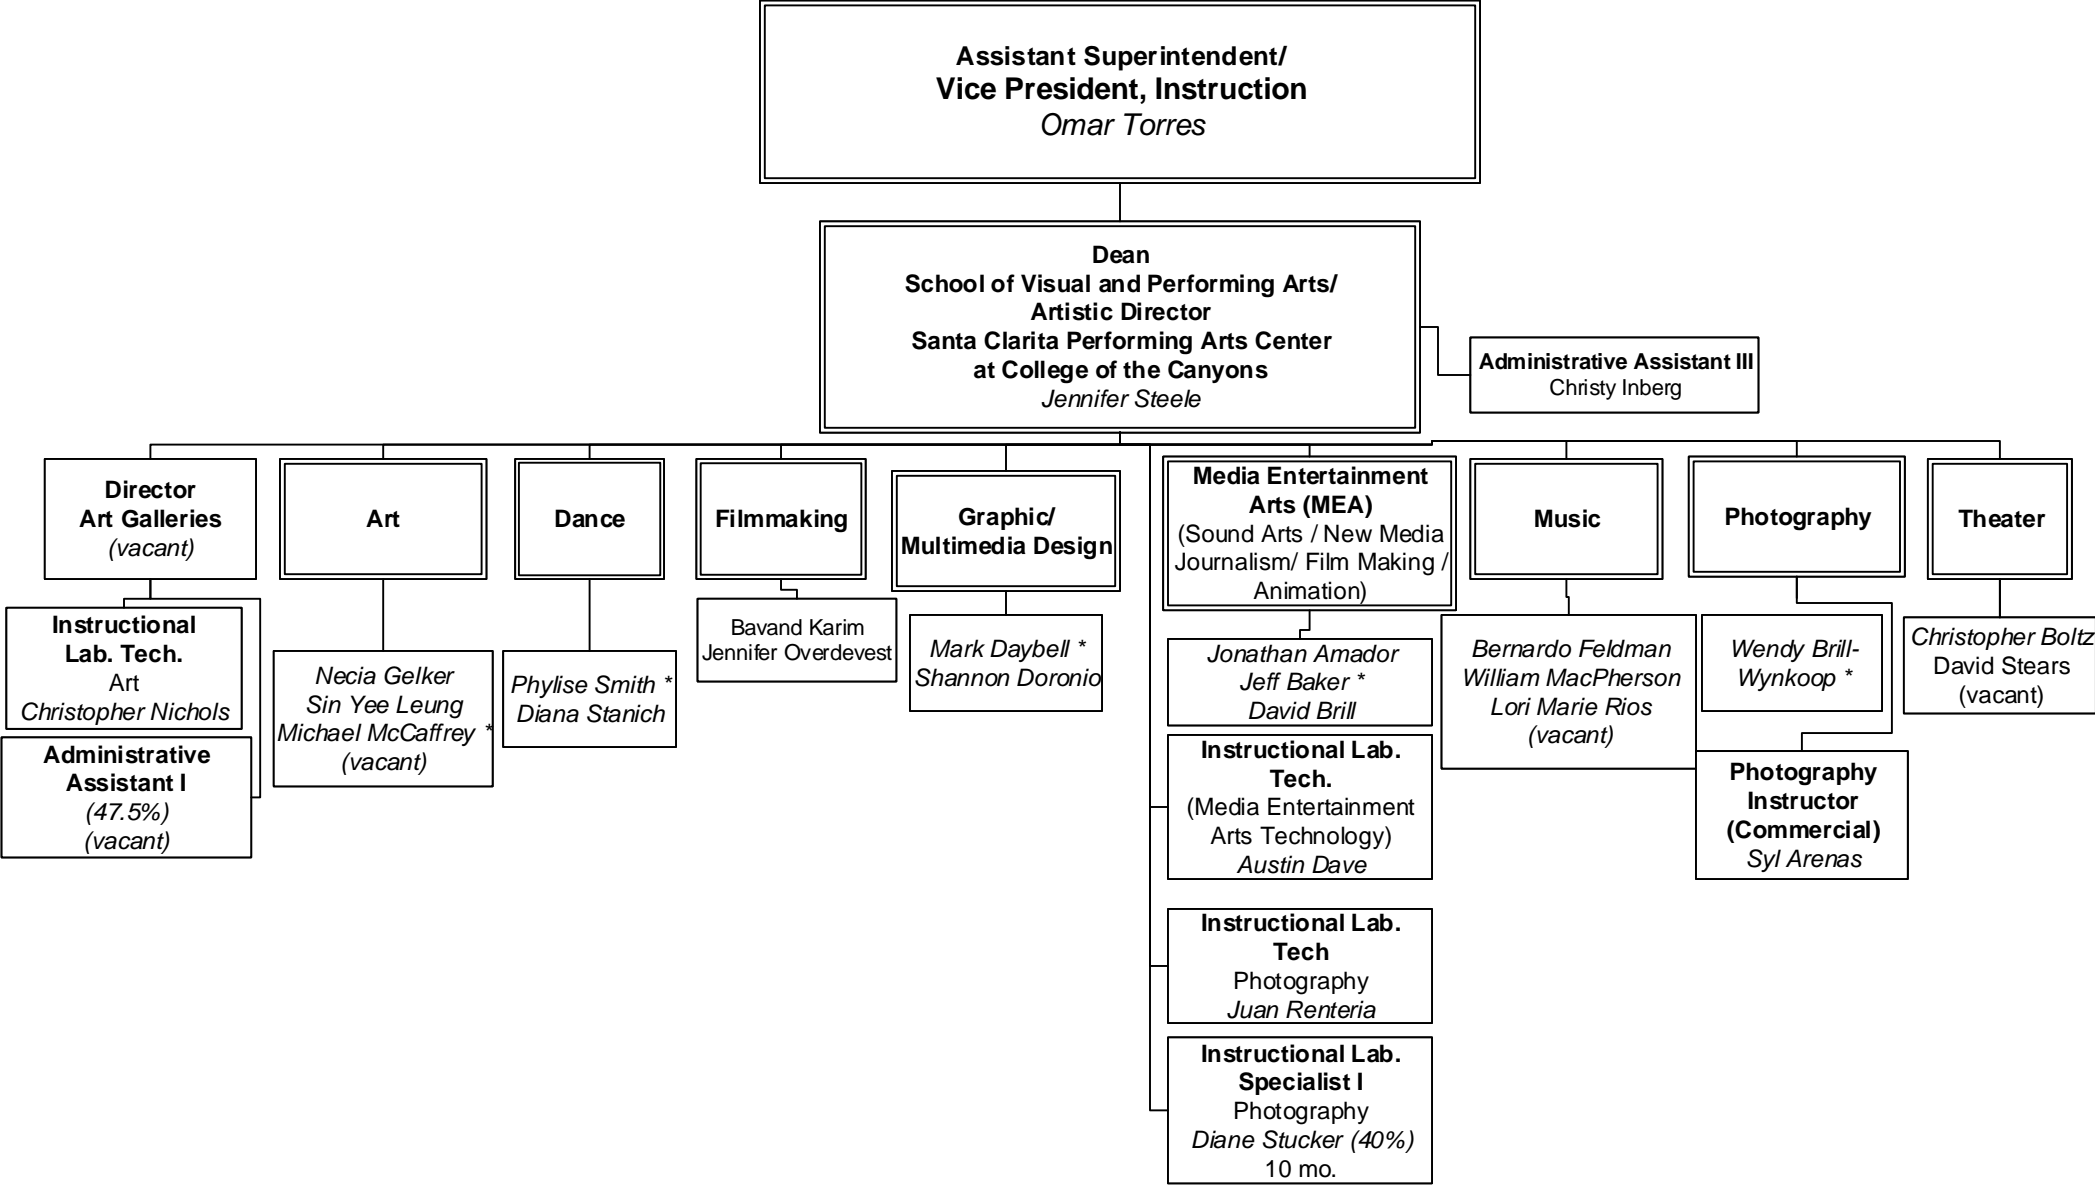 Assistant Superintendent/
Vice President, Instruction
Omar Torres
Dean
School of Visual and Performing Arts/
Artistic Director
Santa Clarita Performing Arts Center
at College of the Canyons
Jennifer Steele
Administrative Assistant III
Christy Inberg
Director
Art Galleries
(vacant)
Instructional
Lab. Tech.
Art
Christopher Nichols
Administrative
Assistant I
(47.5%)
(vacant)
Art
Necia Gelker
Sin Yee Leung
Michael McCaffrey *
(vacant)
Dance
Phylise Smith *
Diana Stanich
Filmmaking
Bavand Karim
Jennifer Overdevest
Graphic/
Multimedia Design
Mark Daybell *
Shannon Doronio
Media Entertainment
Arts (MEA)
(Sound Arts / New Media
Journalism/ Film Making /
Animation)
Jonathan Amador
Jeff Baker *
David Brill
Instructional Lab.
Tech.
(Media Entertainment
Arts Technology)
Austin Dave
Instructional Lab.
Tech
Photography
Juan Renteria
Instructional Lab.
Specialist I
Photography
Diane Stucker (40%)
10 mo.
Music
Bernardo Feldman
William MacPherson
Lori Marie Rios
(vacant)
Photography
Wendy Brill-
Wynkoop *
Photography
Instructor
(Commercial)
Syl Arenas
Theater
Christopher Boltz
David Stears
(vacant)